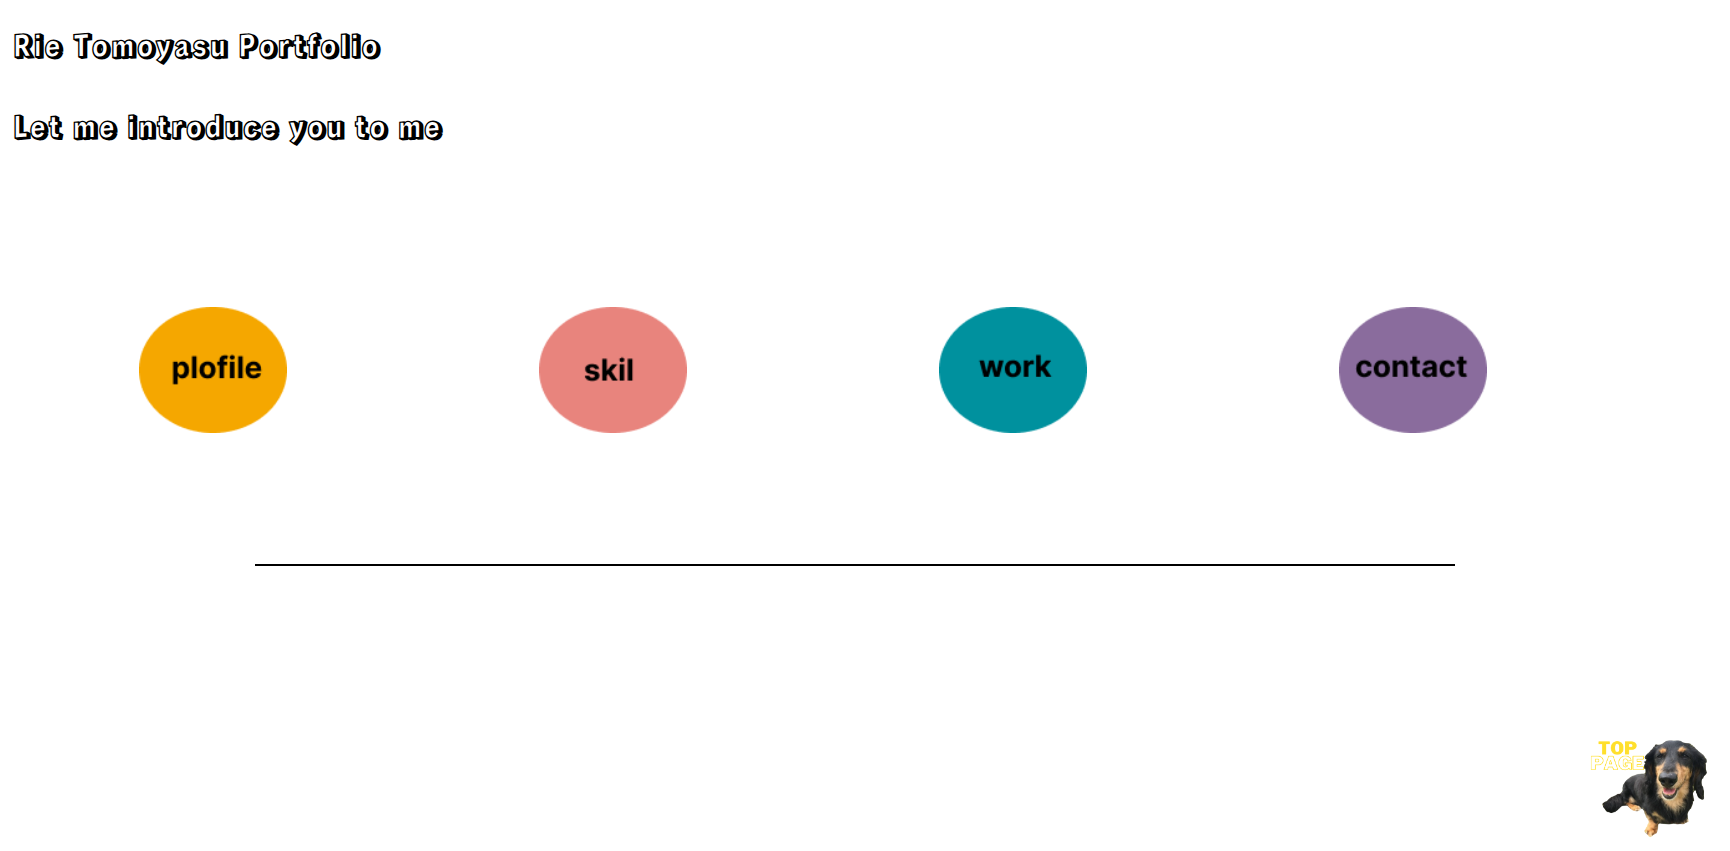 Rie Tomoyasu Portfolio
Let me introduce you to me
plofile
skil
work
contact
TOP
PAGE